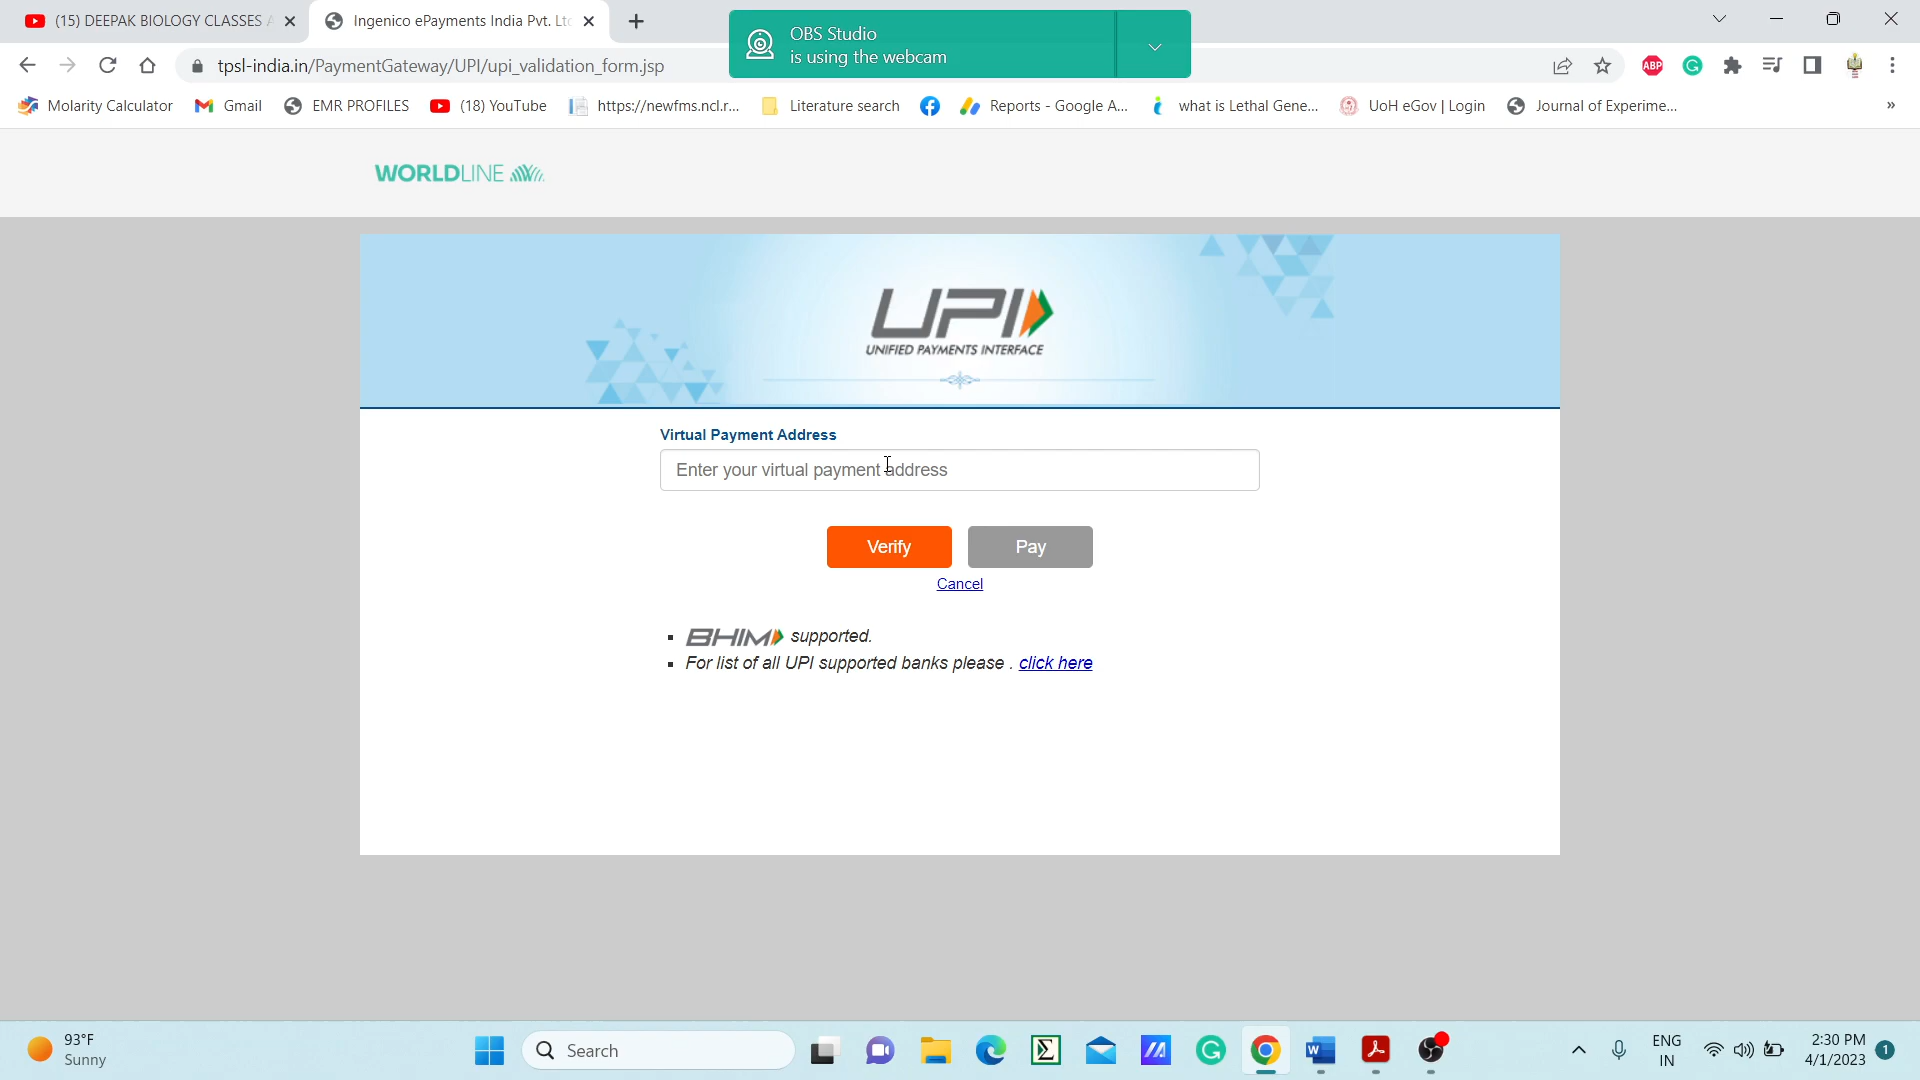 (15) DEEPAK BIOLOGY CLASSES
Ingenico ePayments India Pvt. Ltd
OBS Studio
is using the webcam
tpsl-india.in/PaymentGateway/UPI/upi_validation_form.jsp
ABP
Molarity Calculator
Gmail
EMR PROFILES
(18) YouTube
https://newfms.ncl.r...
Literature search
Reports - Google A...
what is Lethal Gene...
UoH eGov | Login
Journal of Experime...
»
WORLDLINE
UPI
UNIFIED PAYMENTS INTERFACE
Virtual Payment Address
Enter your virtual payment address
Verify
Pay
Cancel
BHIM supported.
For list of all UPI supported banks please . click here
93°F
Sunny
Search
ENG
IN
2:30 PM
4/1/2023
1